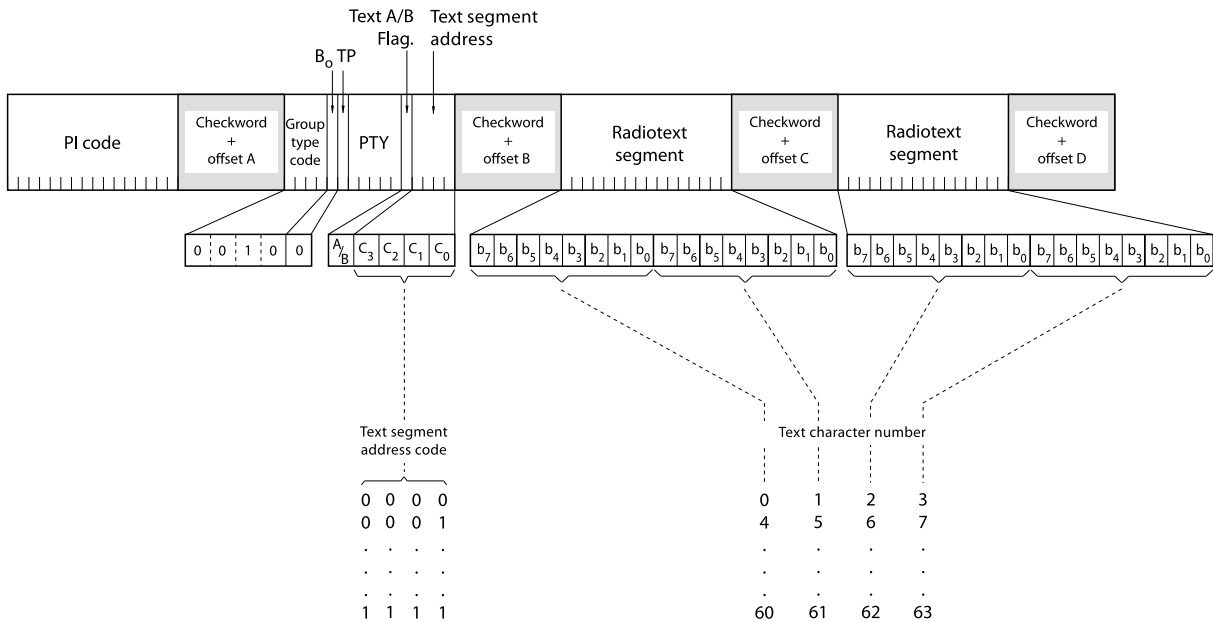 Text A/B
Flag.
Text segment
address
Bₒ TP
PI code
Checkword
+
offset A
Group
type
code
PTY
Checkword
+
offset B
Radiotext
segment
Checkword
+
offset C
Radiotext
segment
Checkword
+
offset D
0 0 1 0 0
A/B C₃ C₂ C₁ C₀
b₇ b₆ b₅ b₄ b₃ b₂ b₁ b₀ b₇ b₆ b₅ b₄ b₃ b₂ b₁ b₀
b₇ b₆ b₅ b₄ b₃ b₂ b₁ b₀ b₇ b₆ b₅ b₄ b₃ b₂ b₁ b₀
Text segment
address code
Text character number
0 0 0 0 0 1 2 3
0 0 0 1 4 5 6 7
. . . . . . . .
. . . . . . . .
1 1 1 1 60 61 62 63